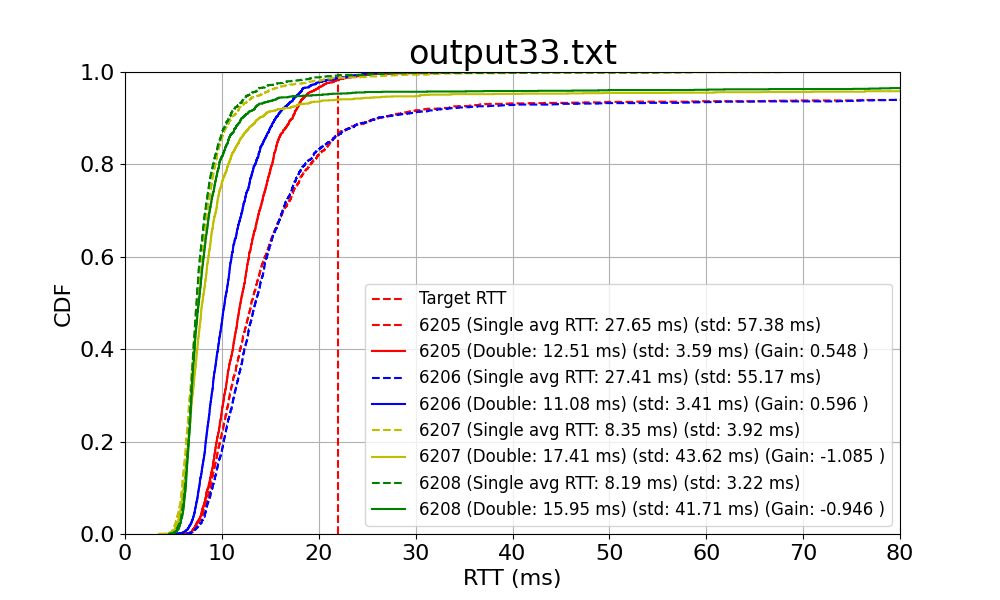 output33.txt
1.0
0.8
0.6
0.4
0.2
0.0
CDF
0 10 20 30 40 50 60 70 80
RTT (ms)
Target RTT
6205 (Single avg RTT: 27.65 ms) (std: 57.38 ms)
6205 (Double: 12.51 ms) (std: 3.59 ms) (Gain: 0.548 )
6206 (Single avg RTT: 27.41 ms) (std: 55.17 ms)
6206 (Double: 11.08 ms) (std: 3.41 ms) (Gain: 0.596 )
6207 (Single avg RTT: 8.35 ms) (std: 3.92 ms)
6207 (Double: 17.41 ms) (std: 43.62 ms) (Gain: -1.085 )
6208 (Single avg RTT: 8.19 ms) (std: 3.22 ms)
6208 (Double: 15.95 ms) (std: 41.71 ms) (Gain: -0.946 )